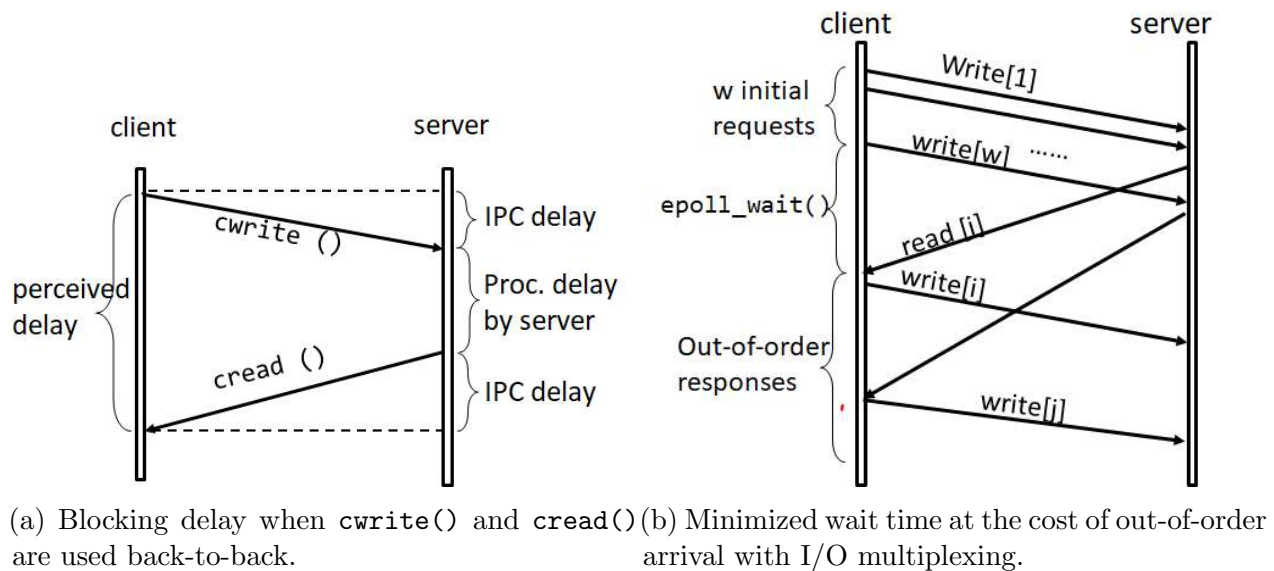 client
server
cwrite ()
perceived
delay
IPC delay
Proc. delay
by server
cread ()
IPC delay
client
server
w initial
requests
Write[1]
write[w] ……
epoll_wait()
read [j]
write[i]
Out-of-order
responses
write[j]
(a) Blocking delay when cwrite() and cread()
are used back-to-back.
(b) Minimized wait time at the cost of out-of-order
arrival with I/O multiplexing.